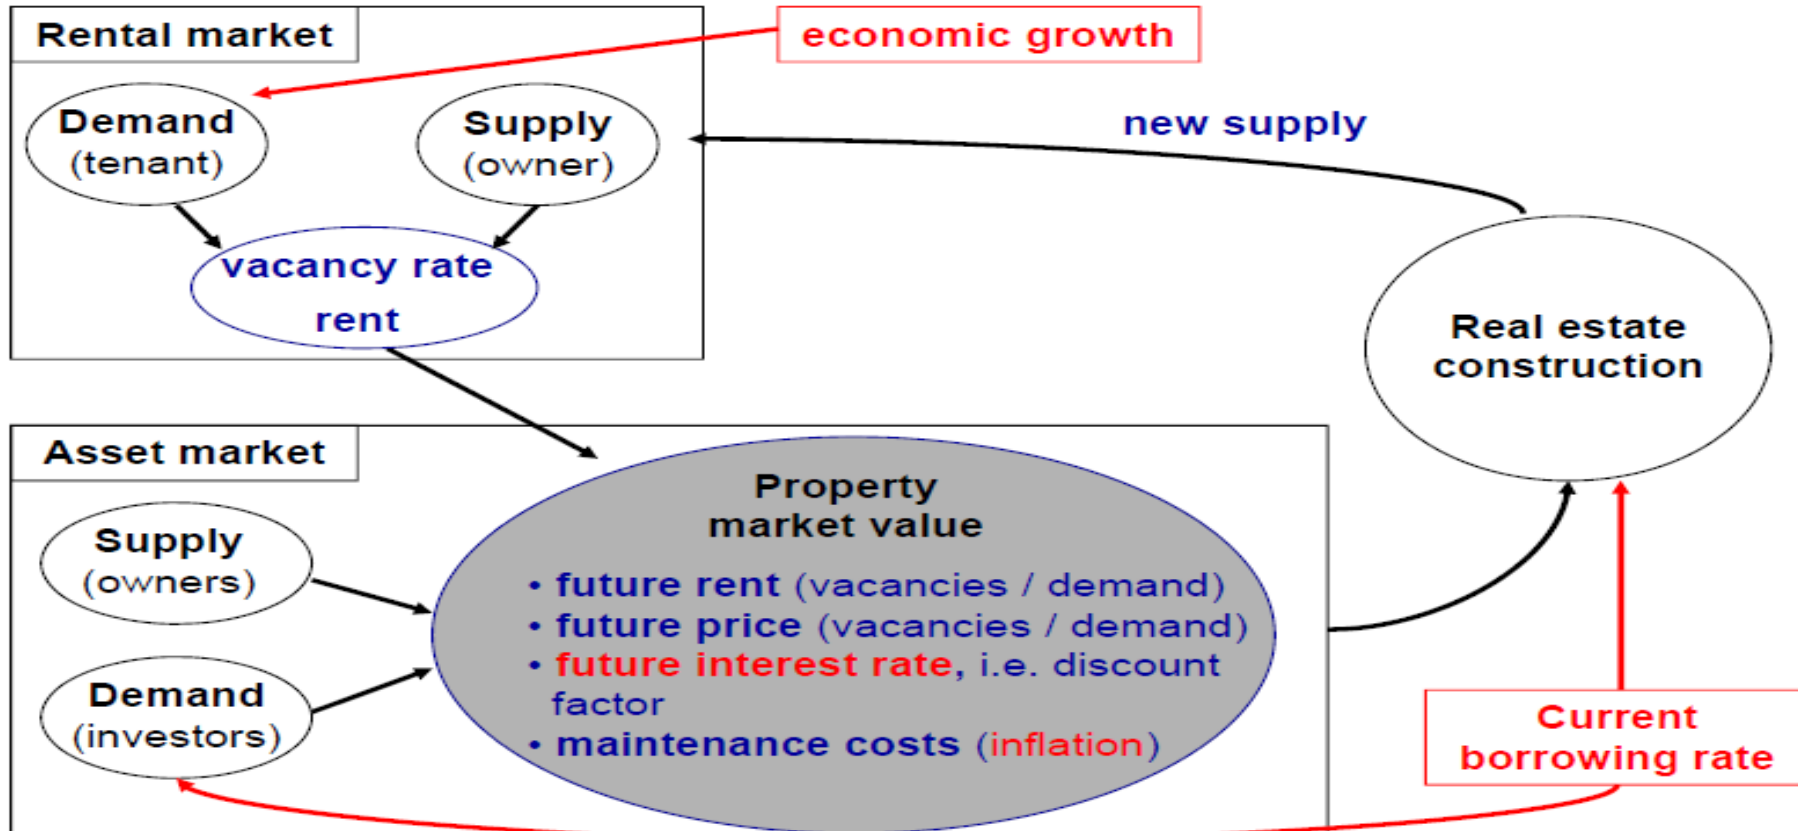 Rental market
economic growth
Demand
(tenant)
Supply
(owner)
new supply
vacancy rate
rent
Real estate
construction
Asset market
Property
market value
Supply
(owners)
• future rent (vacancies / demand)
• future price (vacancies / demand)
• future interest rate, i.e. discount
factor
• maintenance costs (inflation)
Demand
(investors)
Current
borrowing rate